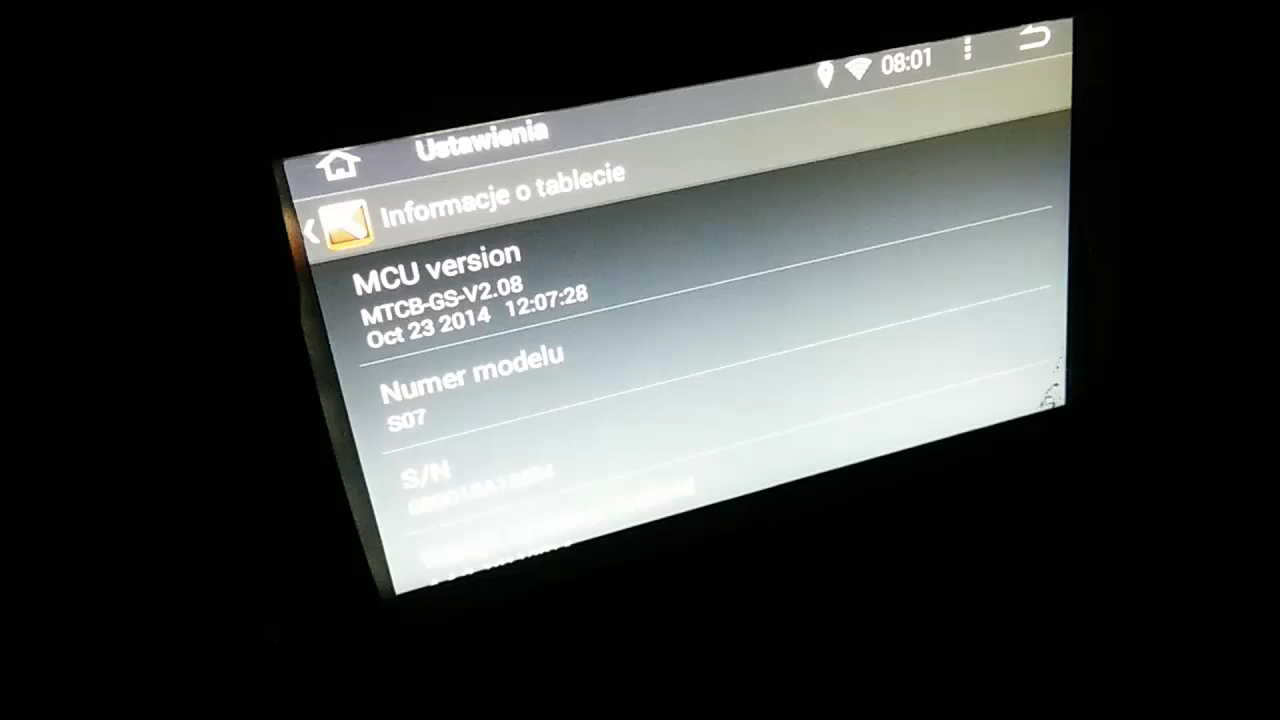 08:01
Ustawienia
Informacje o tablecie
MCU version
MTCB-GS-V2.08
Oct 23 2014 12:07:28
Numer modelu
S07
S/N